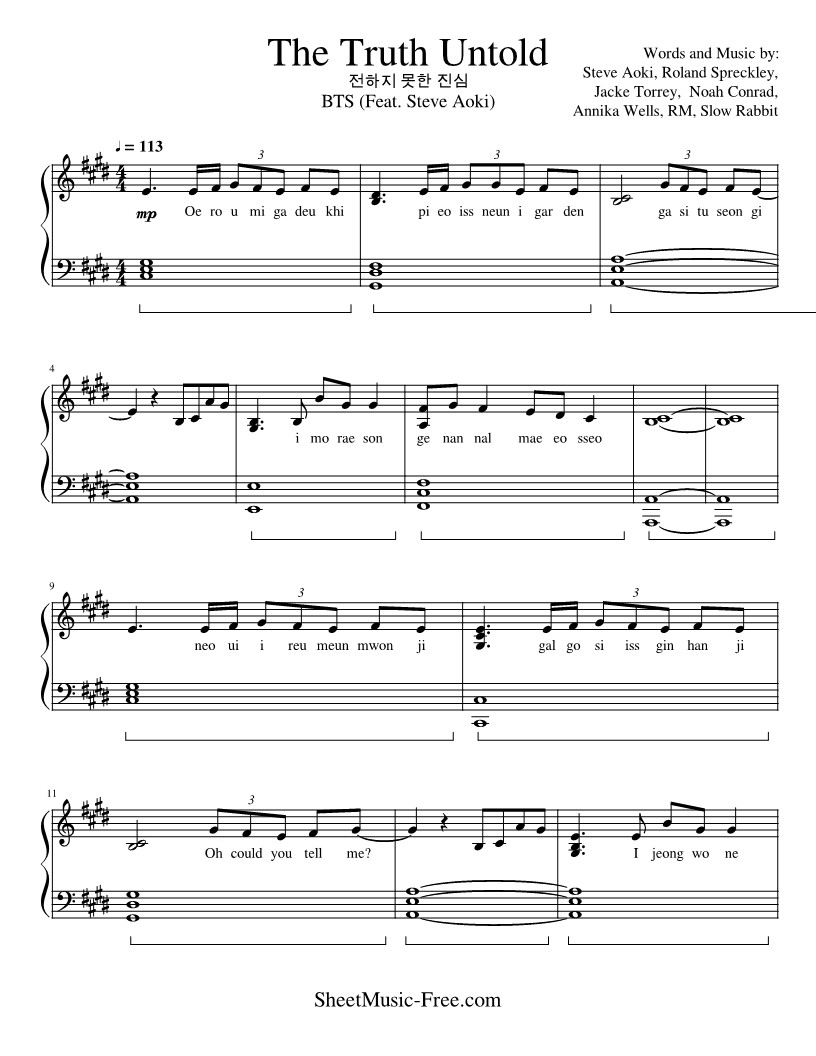 The Truth Untold
전하지 못한 진심
BTS (Feat. Steve Aoki)
Words and Music by:
Steve Aoki, Roland Spreckley,
Jacke Torrey, Noah Conrad,
Annika Wells, RM, Slow Rabbit
♩ = 113
3 3 3
mp Oe ro u mi ga deu khi pi eo iss neun i gar den ga si tu seong gi
4
i mo rae son ge nan nal mae eo sseo
9
3 3
neo ui i reu meun mwon ji gal go si iss gin han ji
11
3
Oh could you tell me? I jeong wo ne
SheetMusic-Free.com